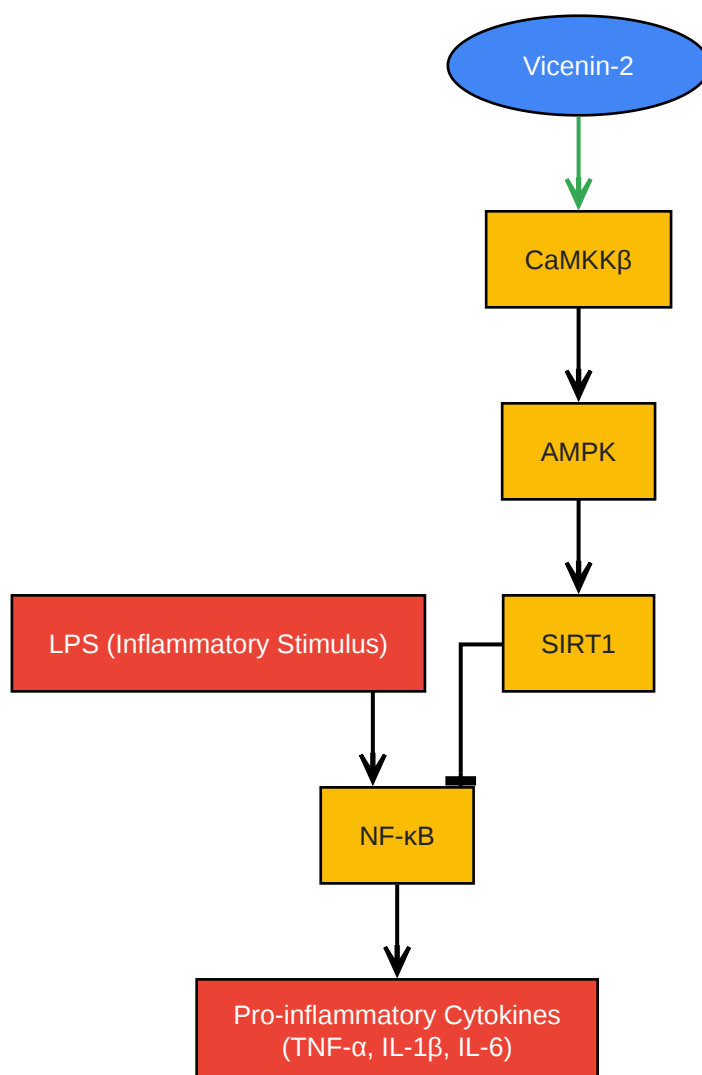 Vicenin-2
CaMKKβ
AMPK
LPS (Inflammatory Stimulus)
SIRT1
NF-κB
Pro-inflammatory Cytokines
(TNF-α, IL-1β, IL-6)